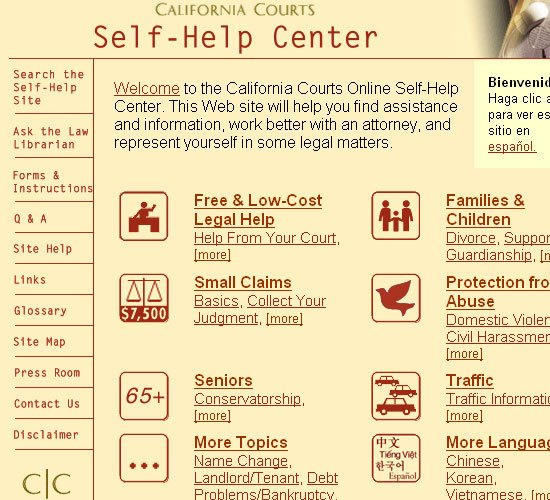 CALIFORNIA COURTS
Self-Help Center
Search the
Self-Help
Site
Ask the Law
Librarian
Forms &
Instructions
Q & A
Site Help
Links
Glossary
Site Map
Press Room
Contact Us
Disclaimer
C|C
Welcome to the California Courts Online Self-Help
Center. This Web site will help you find assistance
and information, work better with an attorney, and
represent yourself in some legal matters.
Bienvenid
Haga clic a
para ver es
sitio en
español.
Free & Low-Cost
Legal Help
Help From Your Court,
[more]
Families &
Children
Divorce, Suppor
Guardianship, [m
$7,500
Small Claims
Basics, Collect Your
Judgment, [more]
Protection fro
Abuse
Domestic Violen
Civil Harassmen
[more]
65+
Seniors
Conservatorship,
[more]
Traffic
Traffic Informatio
[more]
More Topics
Name Change,
Landlord/Tenant, Debt
Problems/Bankruptcy,
中文
Tiếng Việt
한국어
Español
More Languag
Chinese,
Korean,
Vietnamese, [mo